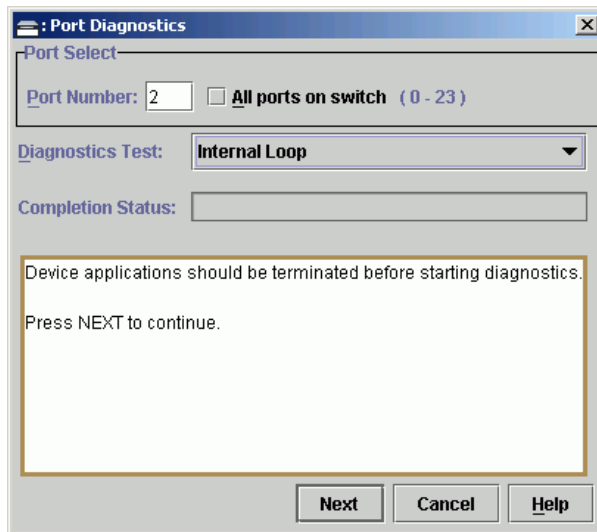 : Port Diagnostics
Port Select
Port Number: 2 All ports on switch ( 0 - 23 )
Diagnostics Test: Internal Loop
Completion Status:
Device applications should be terminated before starting diagnostics.
Press NEXT to continue.
Next Cancel Help